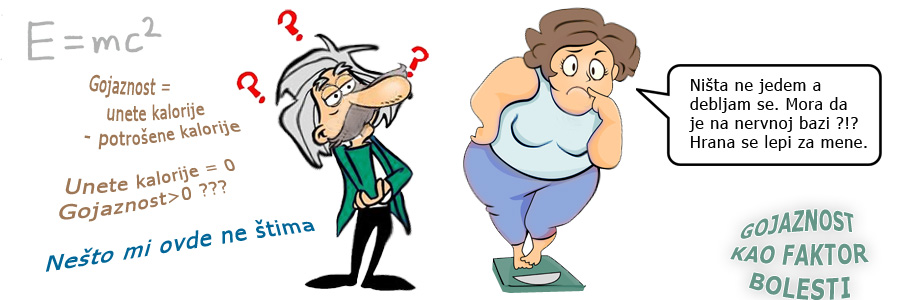 E=mc²
Gojaznost =
unete kalorije
- potrošene kalorije
Unete kalorije = 0
Gojaznost>0 ???
Nešto mi ovde ne štima
? ? ?
Ništa ne jedem a
debljam se. Mora da
je na nervnoj bazi ?!?
Hrana se lepi za mene.
GOJAZNOST
KAO FAKTOR
BOLESTI